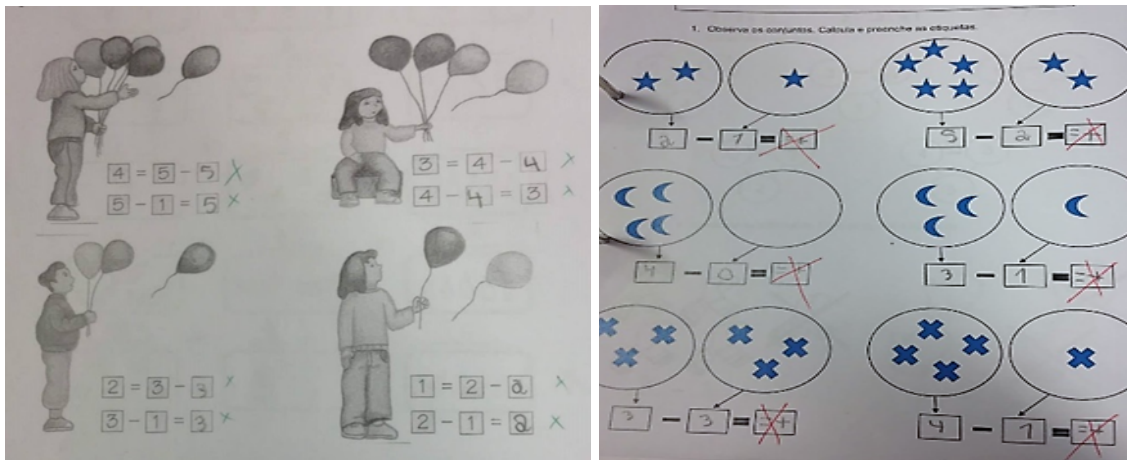 4 = 5 - 5 x
5 - 1 = 5 x
3 = 4 - 4 x
4 - 4 = 3 x
2 = 3 - 3 x
3 - 1 = 3 x
1 = 2 - 2 x
2 - 1 = 2 x
1. Observa os conjuntos. Calcula e preenche as etiquetas.
2 - 1 = =+
5 - 2 = =+
4 - 0 = =+
3 - 1 = =+
3 - 3 = =+
4 - 1 = =+